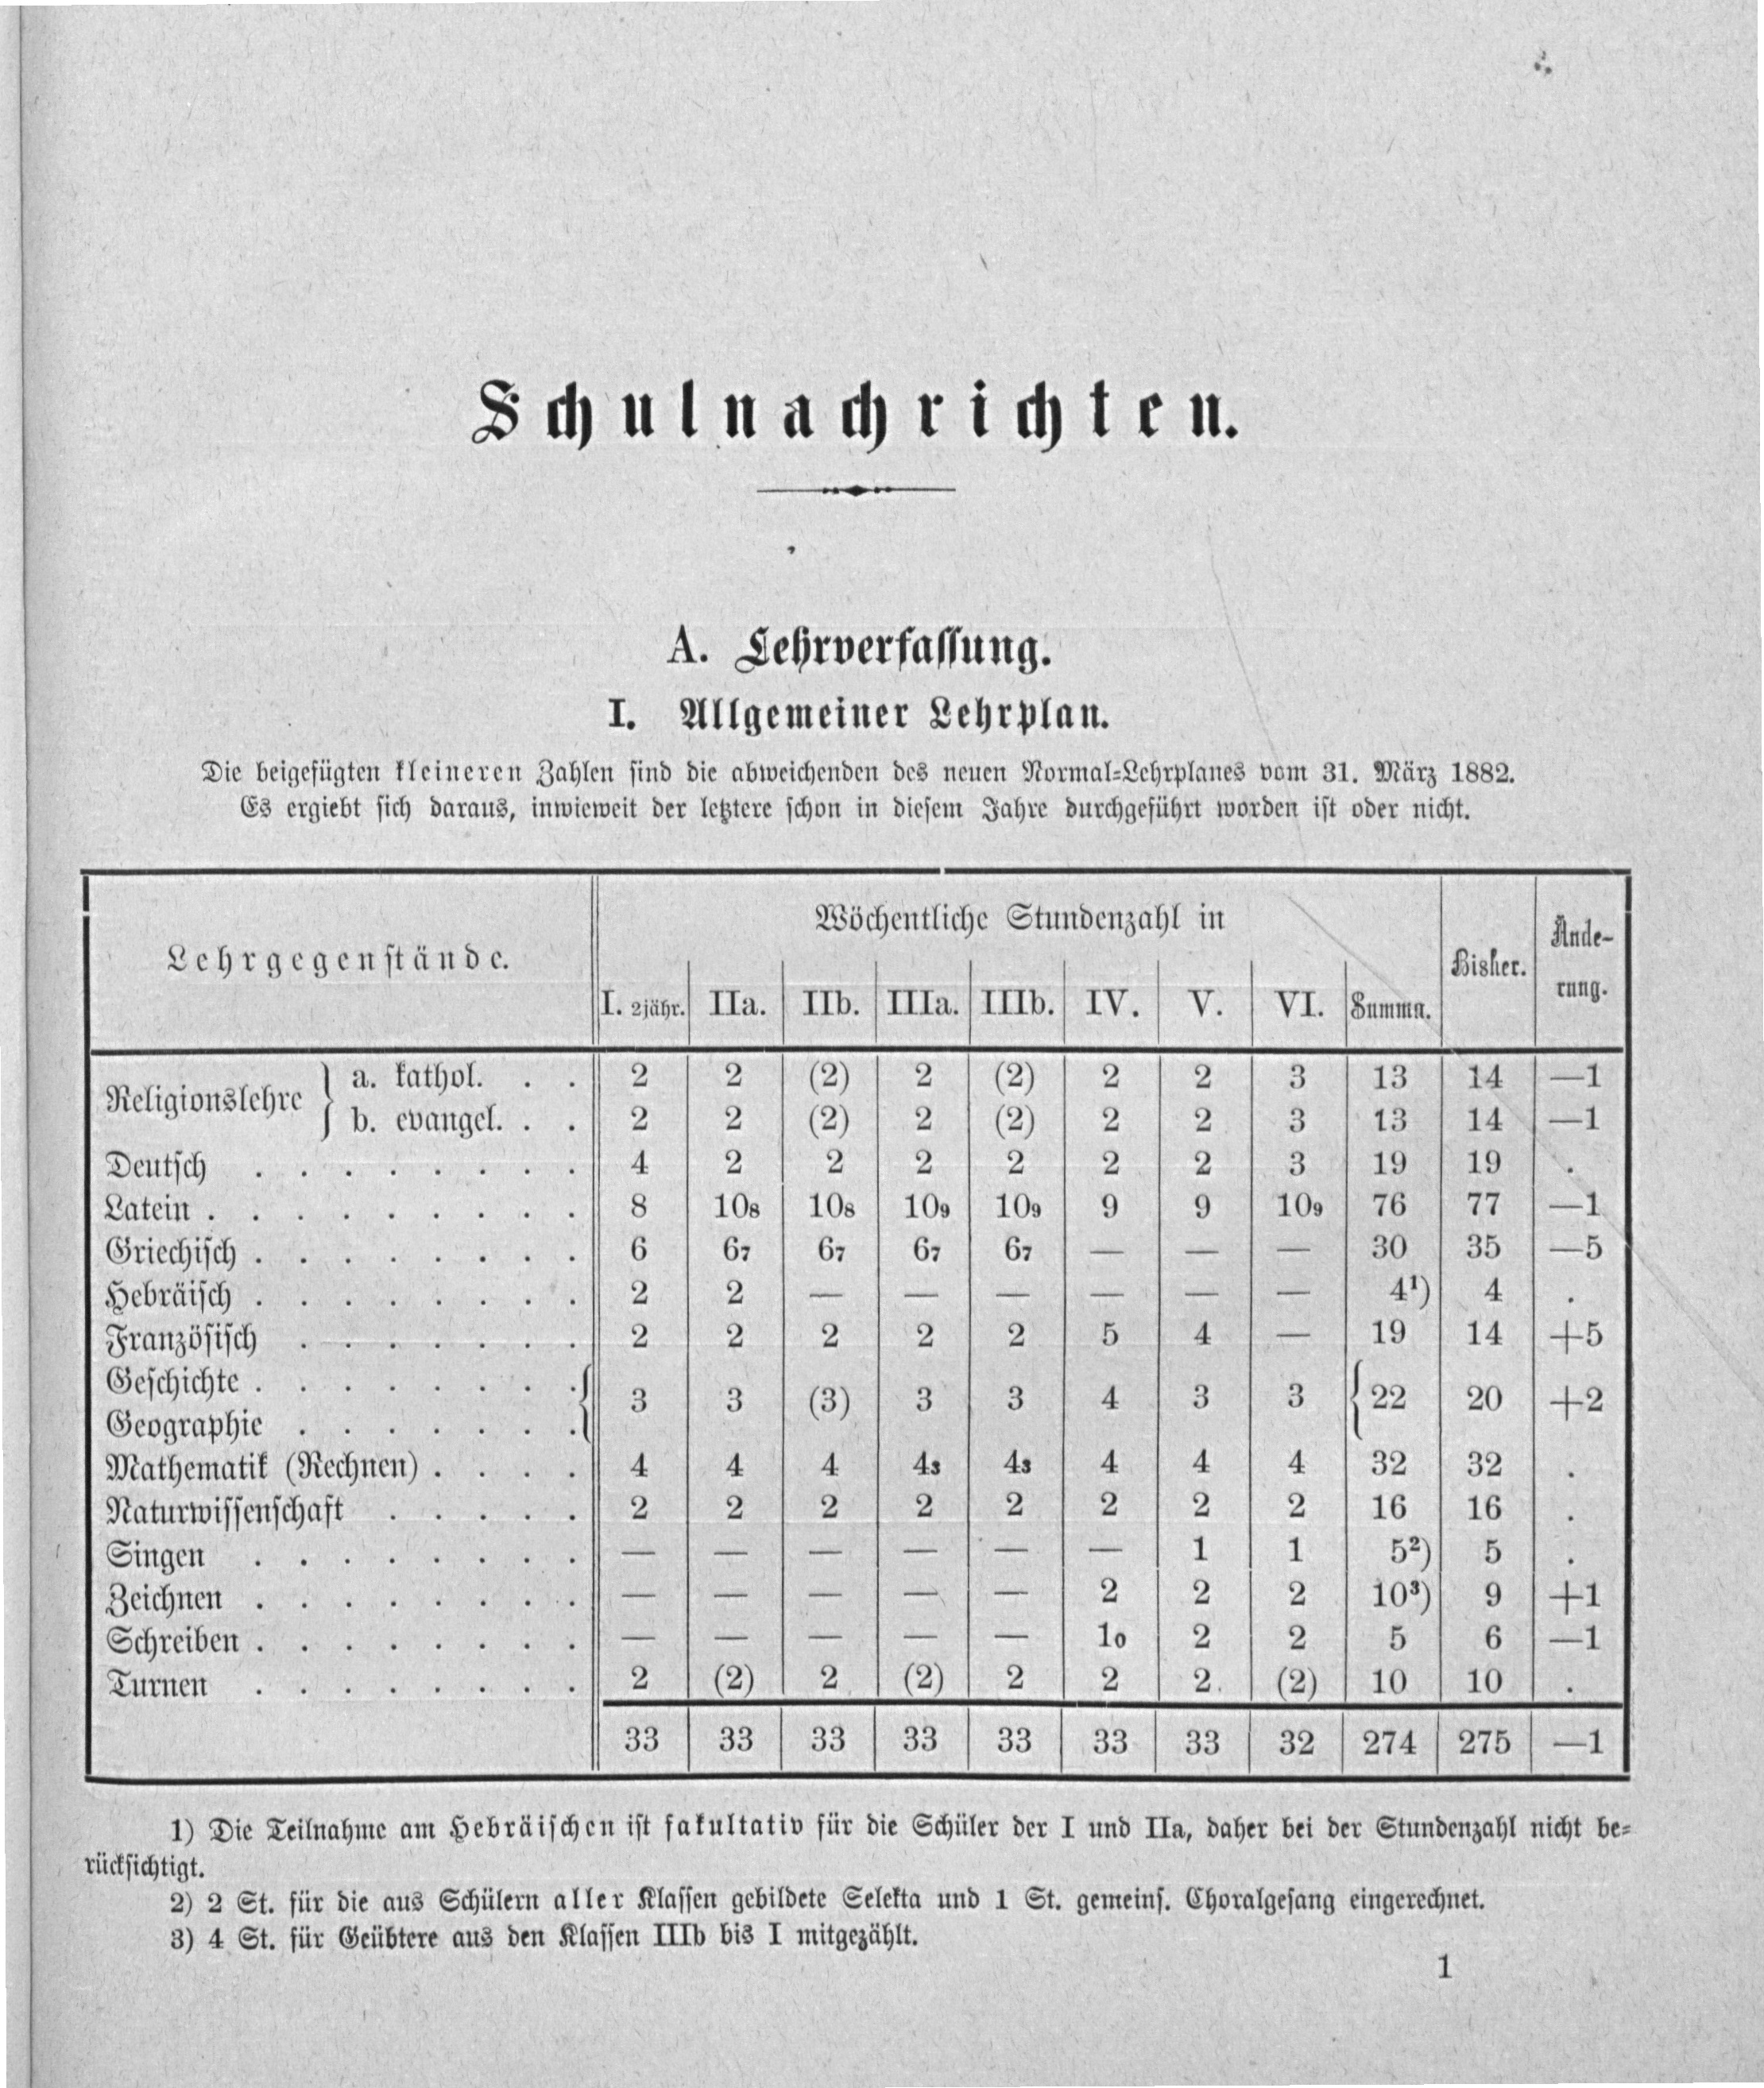 Schulnachrichten.
A. Lehrverfassung.
I. Allgemeiner Lehrplan.
Die beigefügten kleineren Zahlen sind die abweichenden des neuen Normal-Lehrplanes vom 31. März 1882.
Es ergiebt sich daraus, inwieweit der letztere schon in diesem Jahre durchgeführt worden ist oder nicht.
Lehrgegenstände. Wöchentliche Stundenzahl in Bisher. Ände-
rung.
I. 2jähr. IIa. IIb. IIIa. IIIb. IV. V. VI. Summa.
Religionslehre } a. kathol. . . 2 2 (2) 2 (2) 2 2 3 13 14 —1
b. evangel. . . 2 2 (2) 2 (2) 2 2 3 13 14 —1
Deutsch . . . . . . . . 4 2 2 2 2 2 2 3 19 19 .
Latein . . . . . . . . . 8 10₈ 10₈ 10₉ 10₉ 9 9 10₉ 76 77 —1
Griechisch . . . . . . . . 6 6₇ 6₇ 6₇ 6₇ — — — 30 35 —5
Hebräisch . . . . . . . . 2 2 — — — — — — 4¹) 4 .
Französisch . . . . . . . 2 2 2 2 2 5 4 — 19 14 +5
Geschichte . . . . . . . .
Geographie . . . . . . . { 3 3 (3) 3 3 4 3 3 { 22 20 +2
Mathematik (Rechnen) . . . . 4 4 4 4₃ 4₃ 4 4 4 32 32 .
Naturwissenschaft . . . . . 2 2 2 2 2 2 2 2 16 16 .
Singen . . . . . . . . — — — — — — 1 1 5²) 5 .
Zeichnen . . . . . . . . — — — — — 2 2 2 10³) 9 +1
Schreiben . . . . . . . . — — — — — 1₀ 2 2 5 6 —1
Turnen . . . . . . . . 2 (2) 2 (2) 2 2 2 (2) 10 10 .
33 33 33 33 33 33 33 32 274 275 —1
1) Die Teilnahme am Hebräischen ist fakultativ für die Schüler der I und IIa, daher bei der Stundenzahl nicht be-
rücksichtigt.
2) 2 St. für die aus Schülern aller Klassen gebildete Selekta und 1 St. gemeins. Choralgesang eingerechnet.
3) 4 St. für Geübtere aus den Klassen IIIb bis I mitgezählt.
1